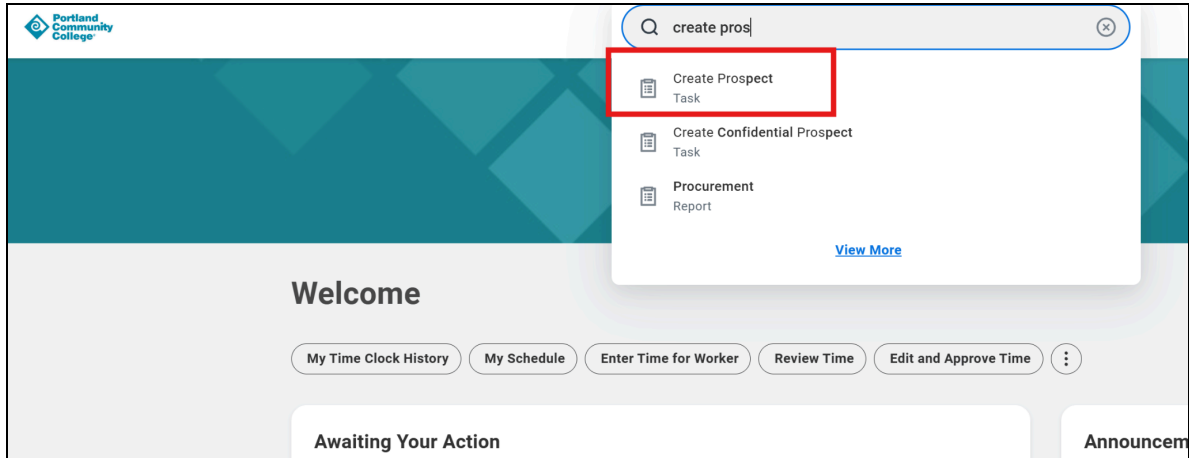 Portland
Community
College
create pros
Create Prospect
Task
Create Confidential Prospect
Task
Procurement
Report
View More
Welcome
My Time Clock History
My Schedule
Enter Time for Worker
Review Time
Edit and Approve Time
Awaiting Your Action
Announcem